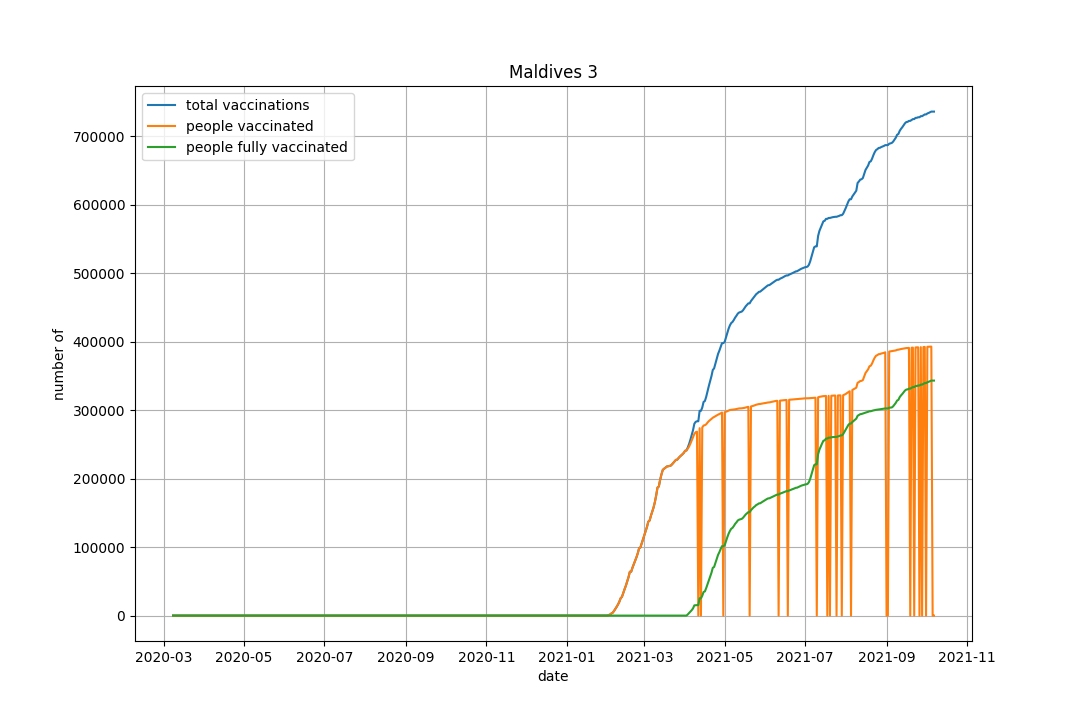 Maldives 3
total vaccinations
people vaccinated
people fully vaccinated
number of
700000
600000
500000
400000
300000
200000
100000
0
2020-03 2020-05 2020-07 2020-09 2020-11 2021-01 2021-03 2021-05 2021-07 2021-09 2021-11
date